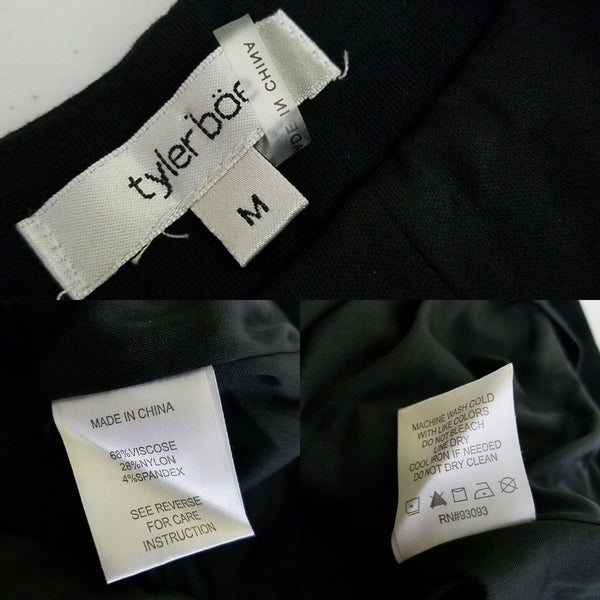 tyler böe
MADE IN CHINA
M
MADE IN CHINA
68%VISCOSE
28%NYLON
4%SPANDEX
SEE REVERSE
FOR CARE
INSTRUCTION
MACHINE WASH COLD
WITH LIKE COLORS
DO NOT BLEACH
LINE DRY
COOL IRON IF NEEDED
DO NOT DRY CLEAN
RN#93093